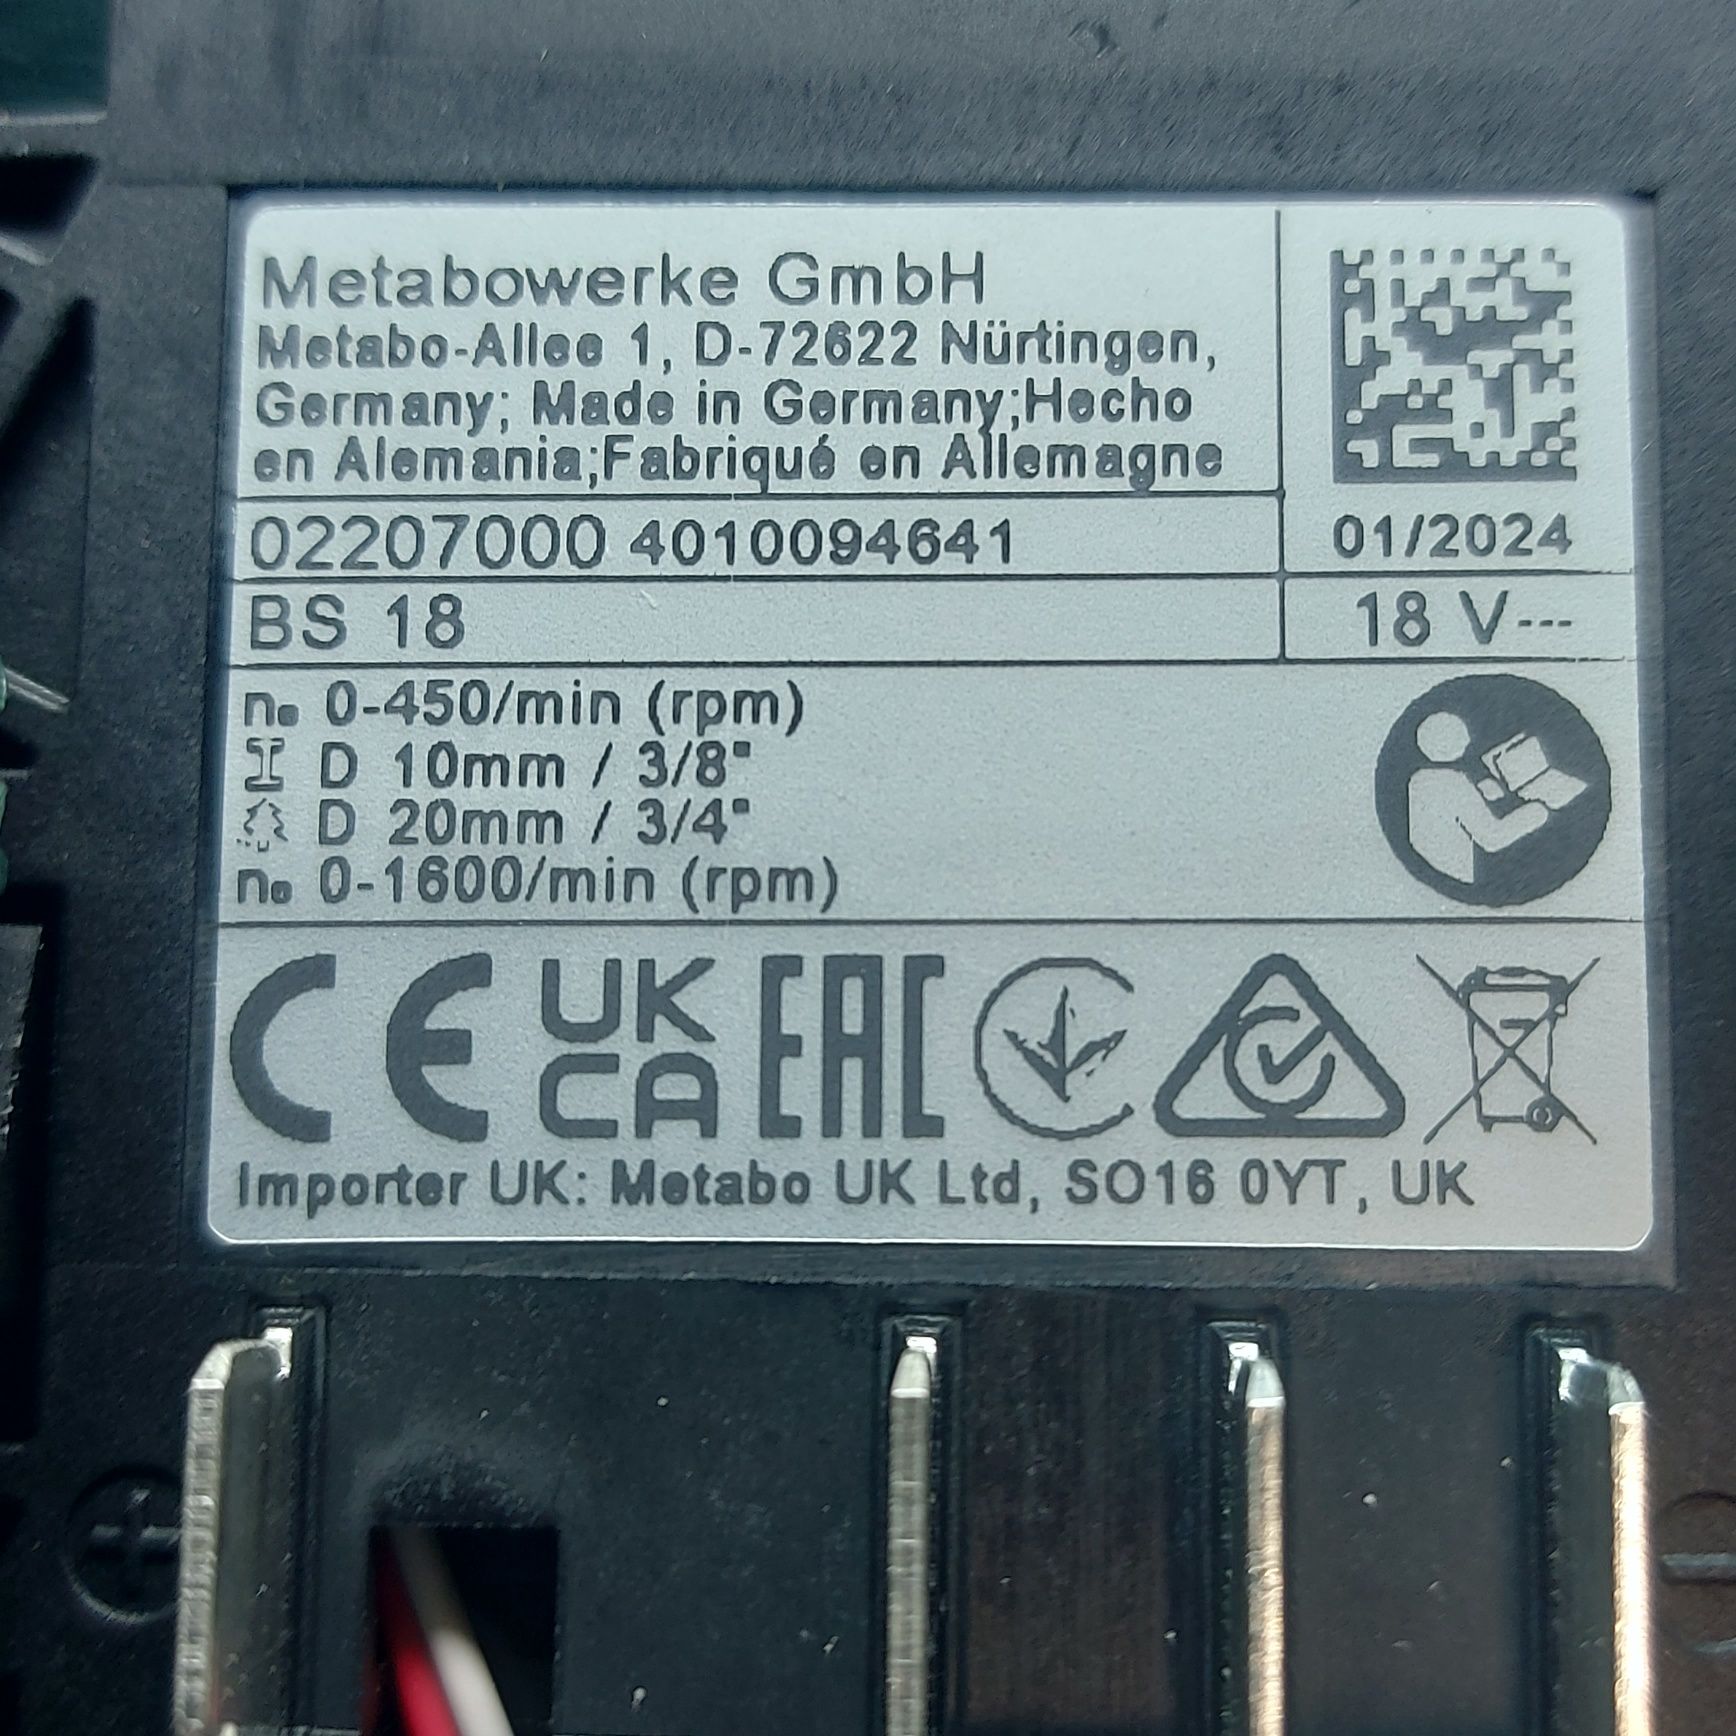 Metabowerke GmbH
Metabo-Allee 1, D-72622 Nürtingen,
Germany; Made in Germany;Hecho
en Alemania;Fabriqué en Allemagne
02207000 4010094641
01/2024
BS 18
18 V
n₀ 0-450/min (rpm)
D 10mm / 3/8"
D 20mm / 3/4"
n₀ 0-1600/min (rpm)
CE UK CA EAC
Importer UK: Metabo UK Ltd, SO16 0YT, UK